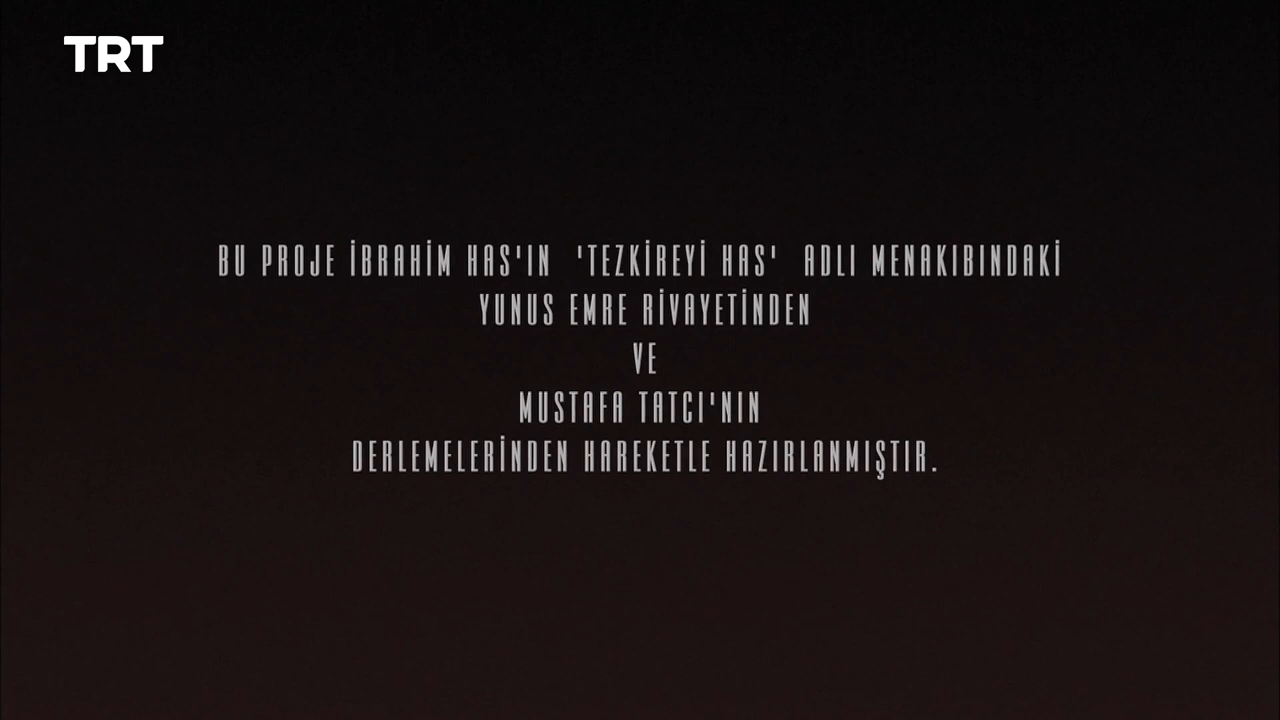 TRT
BU PROJE İBRAHİM HAS'IN 'TEZKİREYİ HAS' ADLI MENAKIBINDAKİ
YUNUS EMRE RİVAYETİNDEN
VE
MUSTAFA TATCI'NIN
DERLEMELERİNDEN HAREKETLE HAZIRLANMIŞTIR.